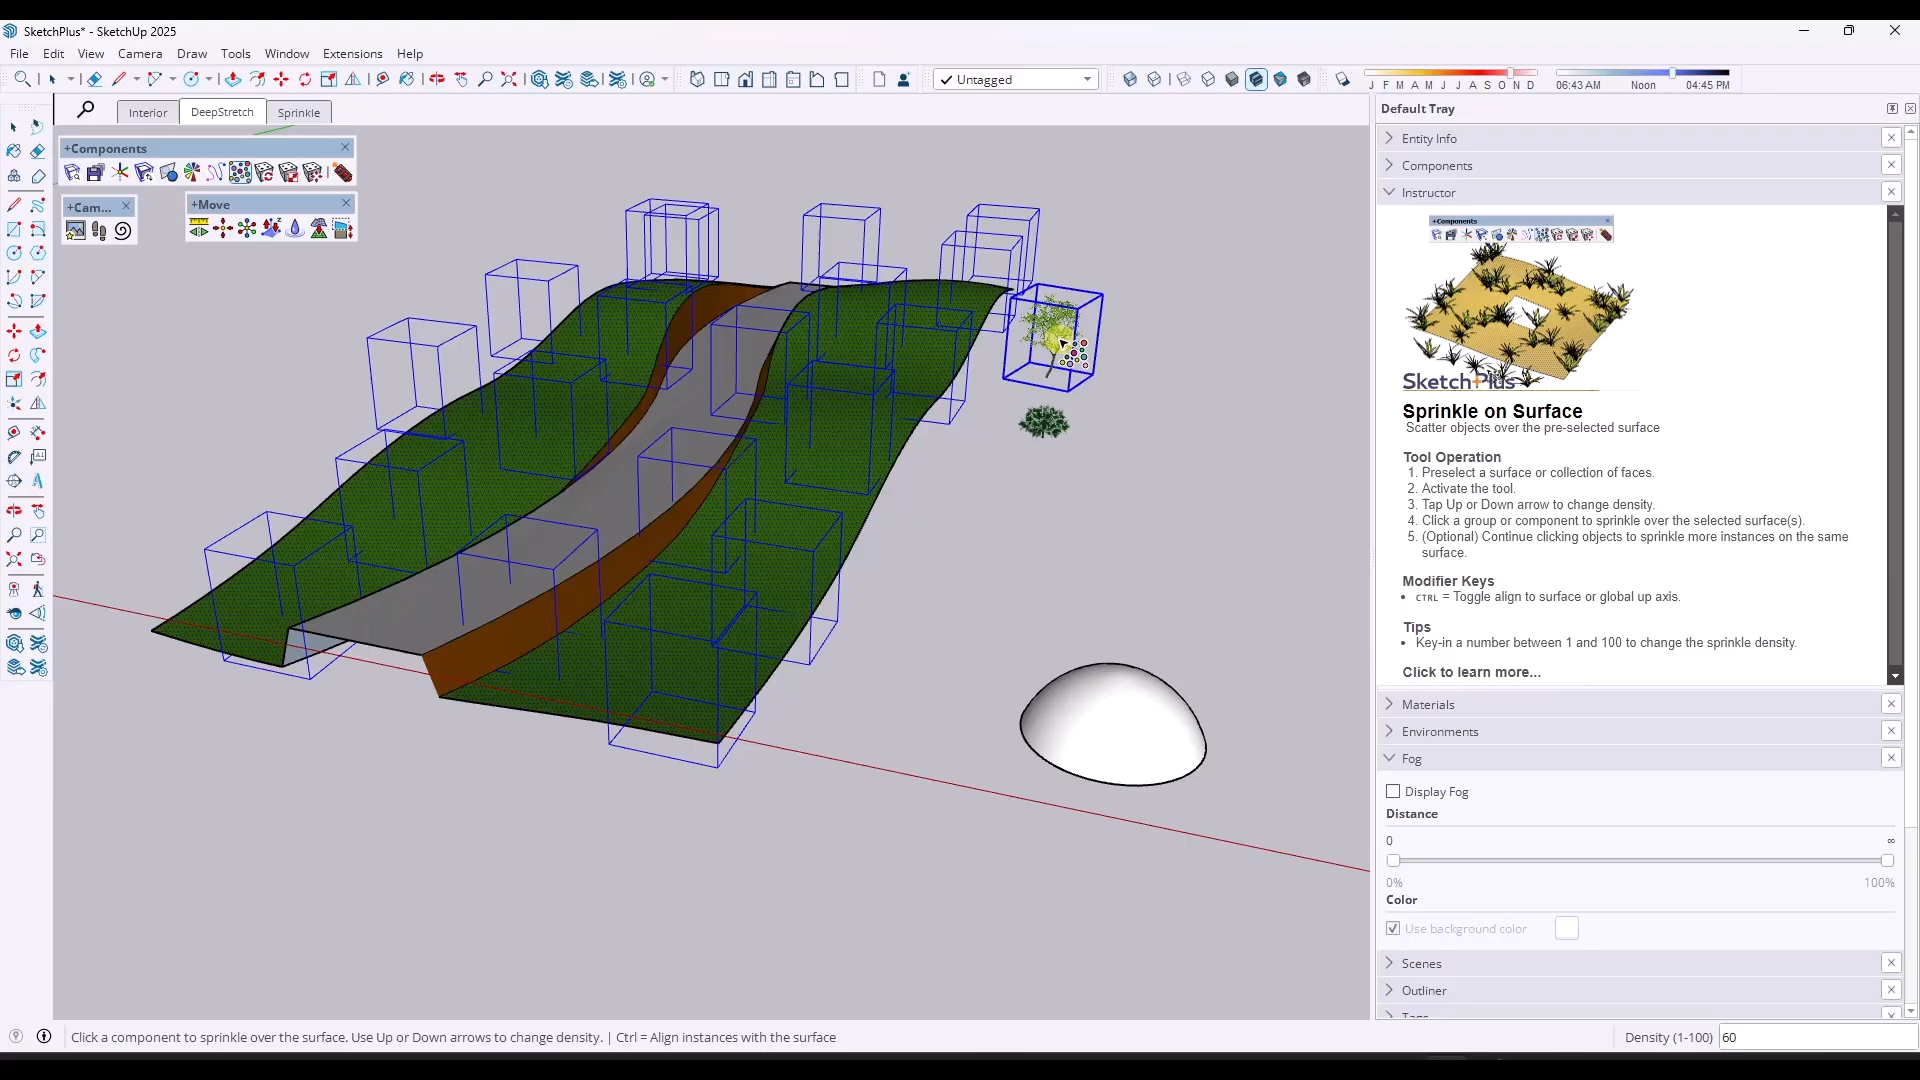 SketchPlus* - SketchUp 2025
File Edit View Camera Draw Tools Window Extensions Help
Untagged
J F M A M J J A S O N D
06:43 AM Noon 04:45 PM
Interior DeepStretch Sprinkle
Default Tray
+Components
+Cam...
+Move
Entity Info
Components
Instructor
+Components
SketchPlus
Sprinkle on Surface
Scatter objects over the pre-selected surface
Tool Operation
1. Preselect a surface or collection of faces.
2. Activate the tool.
3. Tap Up or Down arrow to change density.
4. Click a group or component to sprinkle over the selected surface(s).
5. (Optional) Continue clicking objects to sprinkle more instances on the same
surface.
Modifier Keys
• CTRL = Toggle align to surface or global up axis.
Tips
• Key-in a number between 1 and 100 to change the sprinkle density.
Click to learn more...
Materials
Environments
Fog
Display Fog
Distance
0 ∞
0% 100%
Color
Use background color
Scenes
Outliner
Tags
Click a component to sprinkle over the surface. Use Up or Down arrows to change density. | Ctrl = Align instances with the surface
Density (1-100) 60